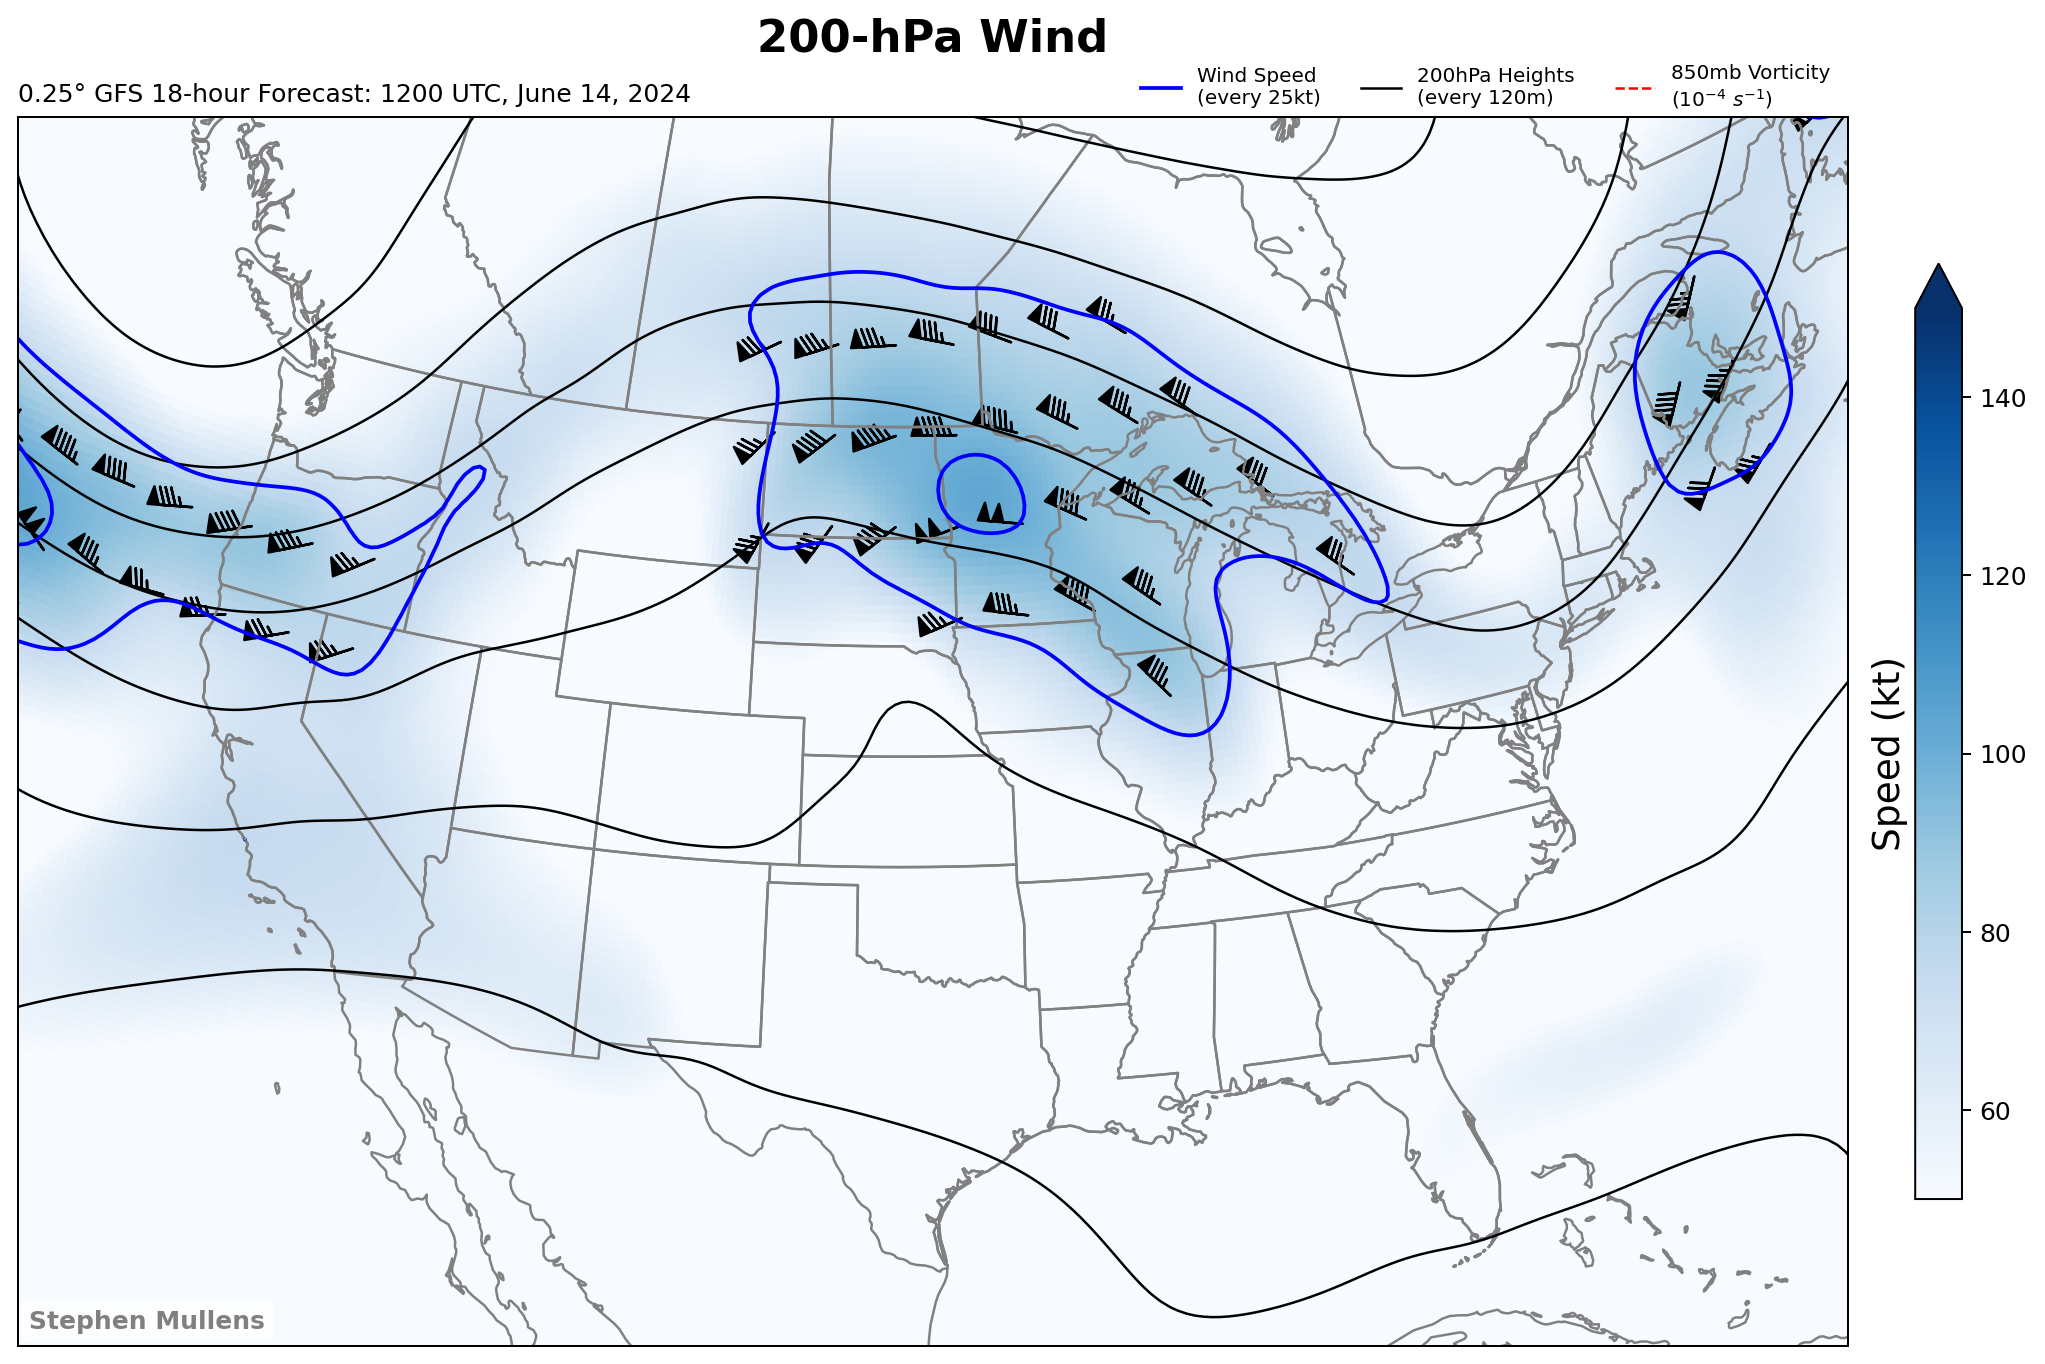 200-hPa Wind
0.25° GFS 18-hour Forecast: 1200 UTC, June 14, 2024
Wind Speed
(every 25kt)
200hPa Heights
(every 120m)
850mb Vorticity
(10⁻⁴ s⁻¹)
140
120
100
80
60
Speed (kt)
Stephen Mullens